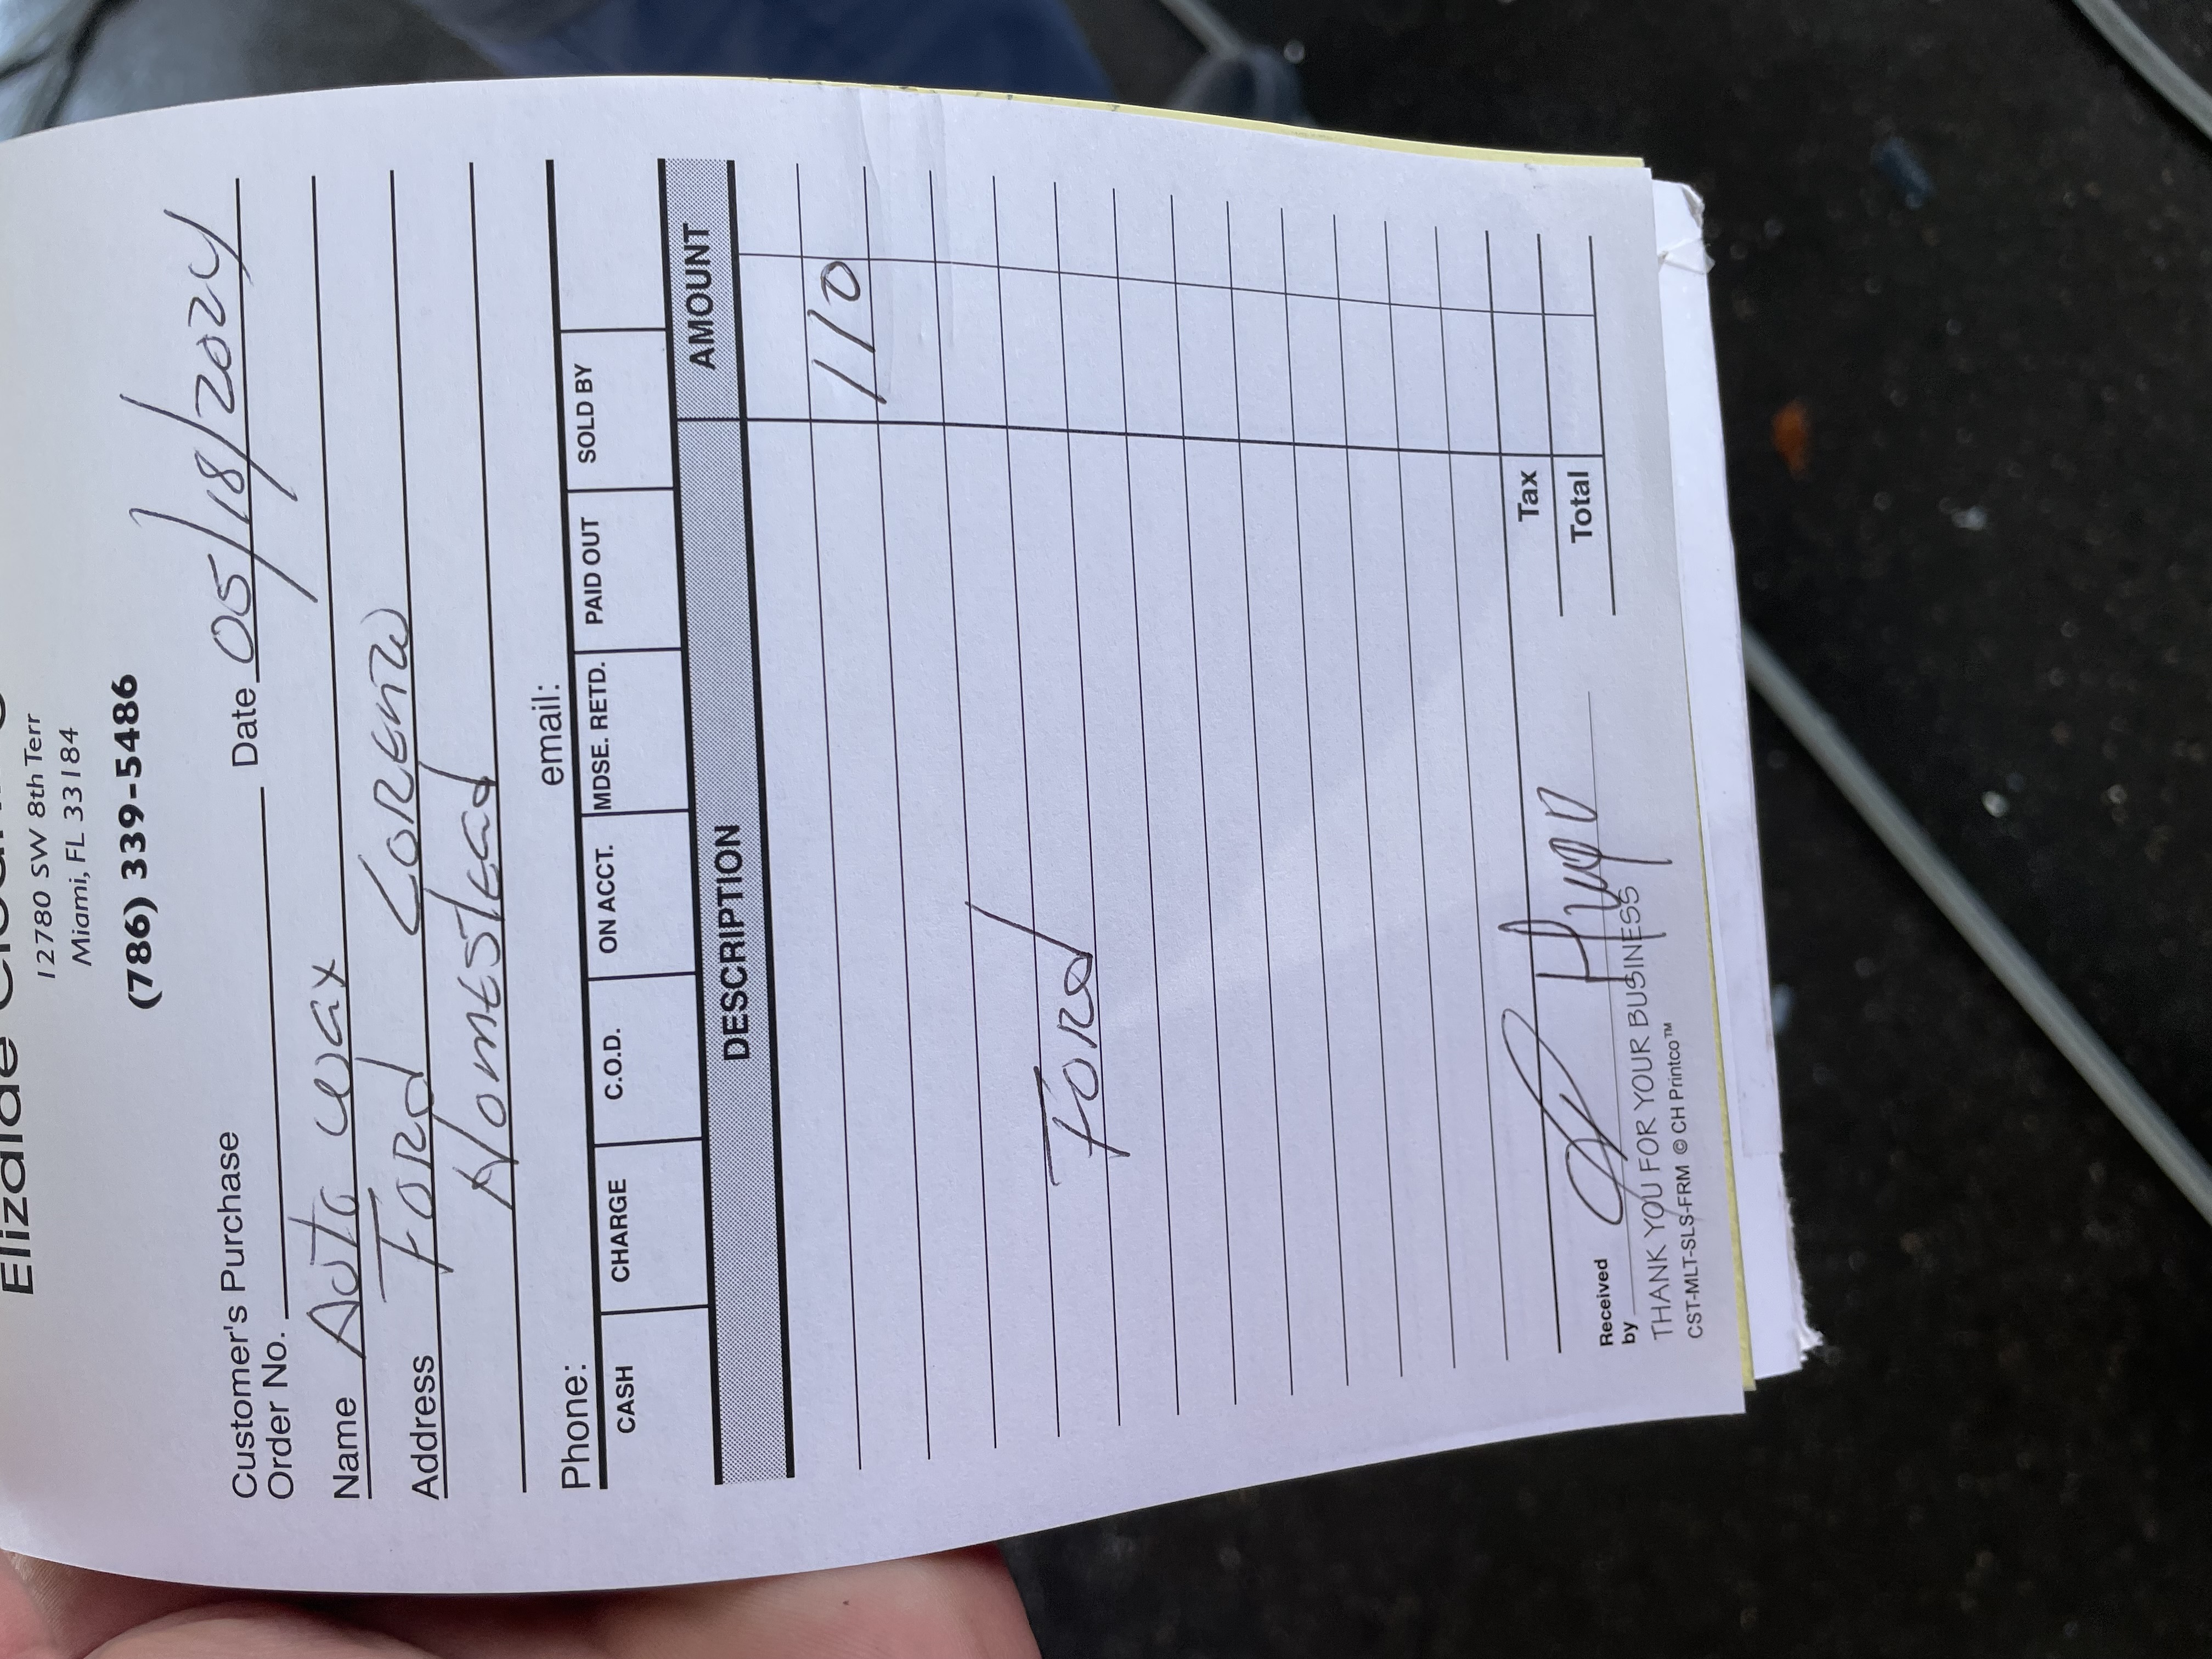 Elizalde
12780 SW 8th Terr
Miami, FL 33184
(786) 339-5486
Customer's Purchase
Order No. Date 05/18/2024
Name Auto wax
Address Ford Lorenzo
Homestead
Phone: email:
CASH CHARGE C.O.D. ON ACCT. MDSE. RETD. PAID OUT SOLD BY
DESCRIPTION AMOUNT
110
Ford
Tax
Total
Received
by
THANK YOU FOR YOUR BUSINESS
CST-MLT-SLS-FRM © CH Printco™